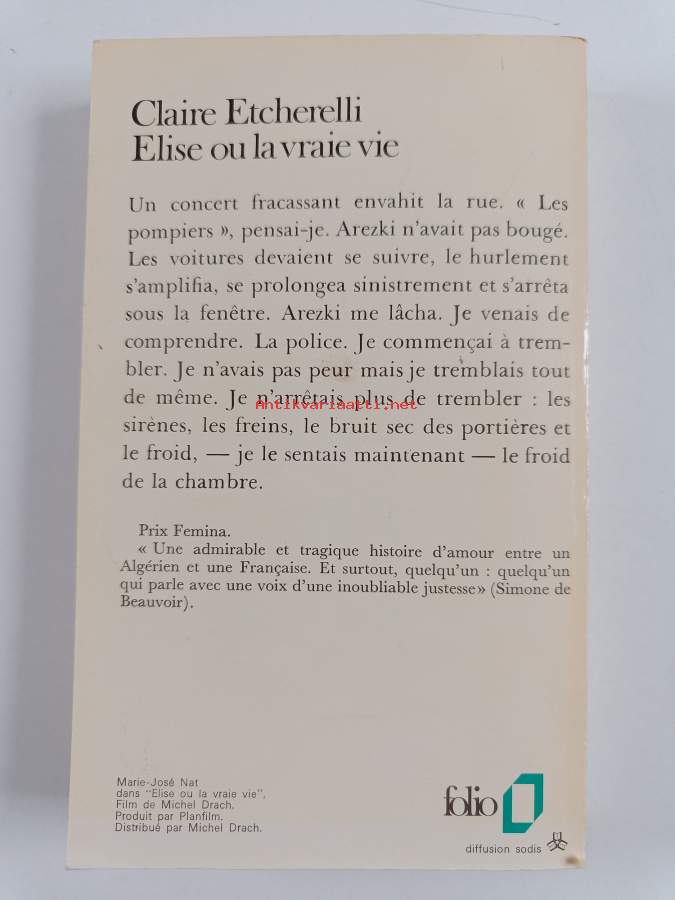 Claire Etcherelli
Elise ou la vraie vie
Un concert fracassant envahit la rue. « Les
pompiers », pensai-je. Arezki n'avait pas bougé.
Les voitures devaient se suivre, le hurlement
s'amplifia, se prolongea sinistrement et s'arrêta
sous la fenêtre. Arezki me lâcha. Je venais de
comprendre. La police. Je commençai à trem-
bler. Je n'avais pas peur mais je tremblais tout
de même. Je n'arrêtais plus de trembler : les
Antikvariaatti.net
sirènes, les freins, le bruit sec des portières et
le froid, — je le sentais maintenant — le froid
de la chambre.
Prix Femina.
« Une admirable et tragique histoire d'amour entre un
Algérien et une Française. Et surtout, quelqu'un : quelqu'un
qui parle avec une voix d'une inoubliable justesse» (Simone de
Beauvoir).
Marie-José Nat
dans "Elise ou la vraie vie",
Film de Michel Drach.
Produit par Planfilm.
Distribué par Michel Drach.
folio
diffusion sodis